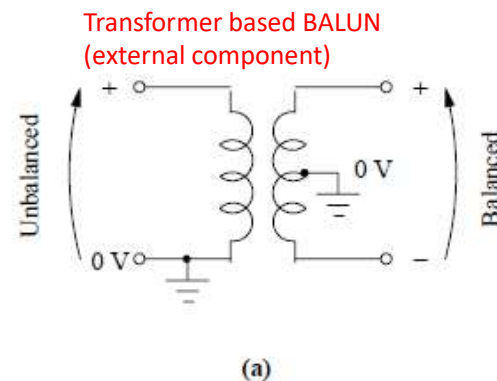 Transformer based BALUN
(external component)
+
+
Unbalanced
0 V
Balanced
0 V
−
(a)